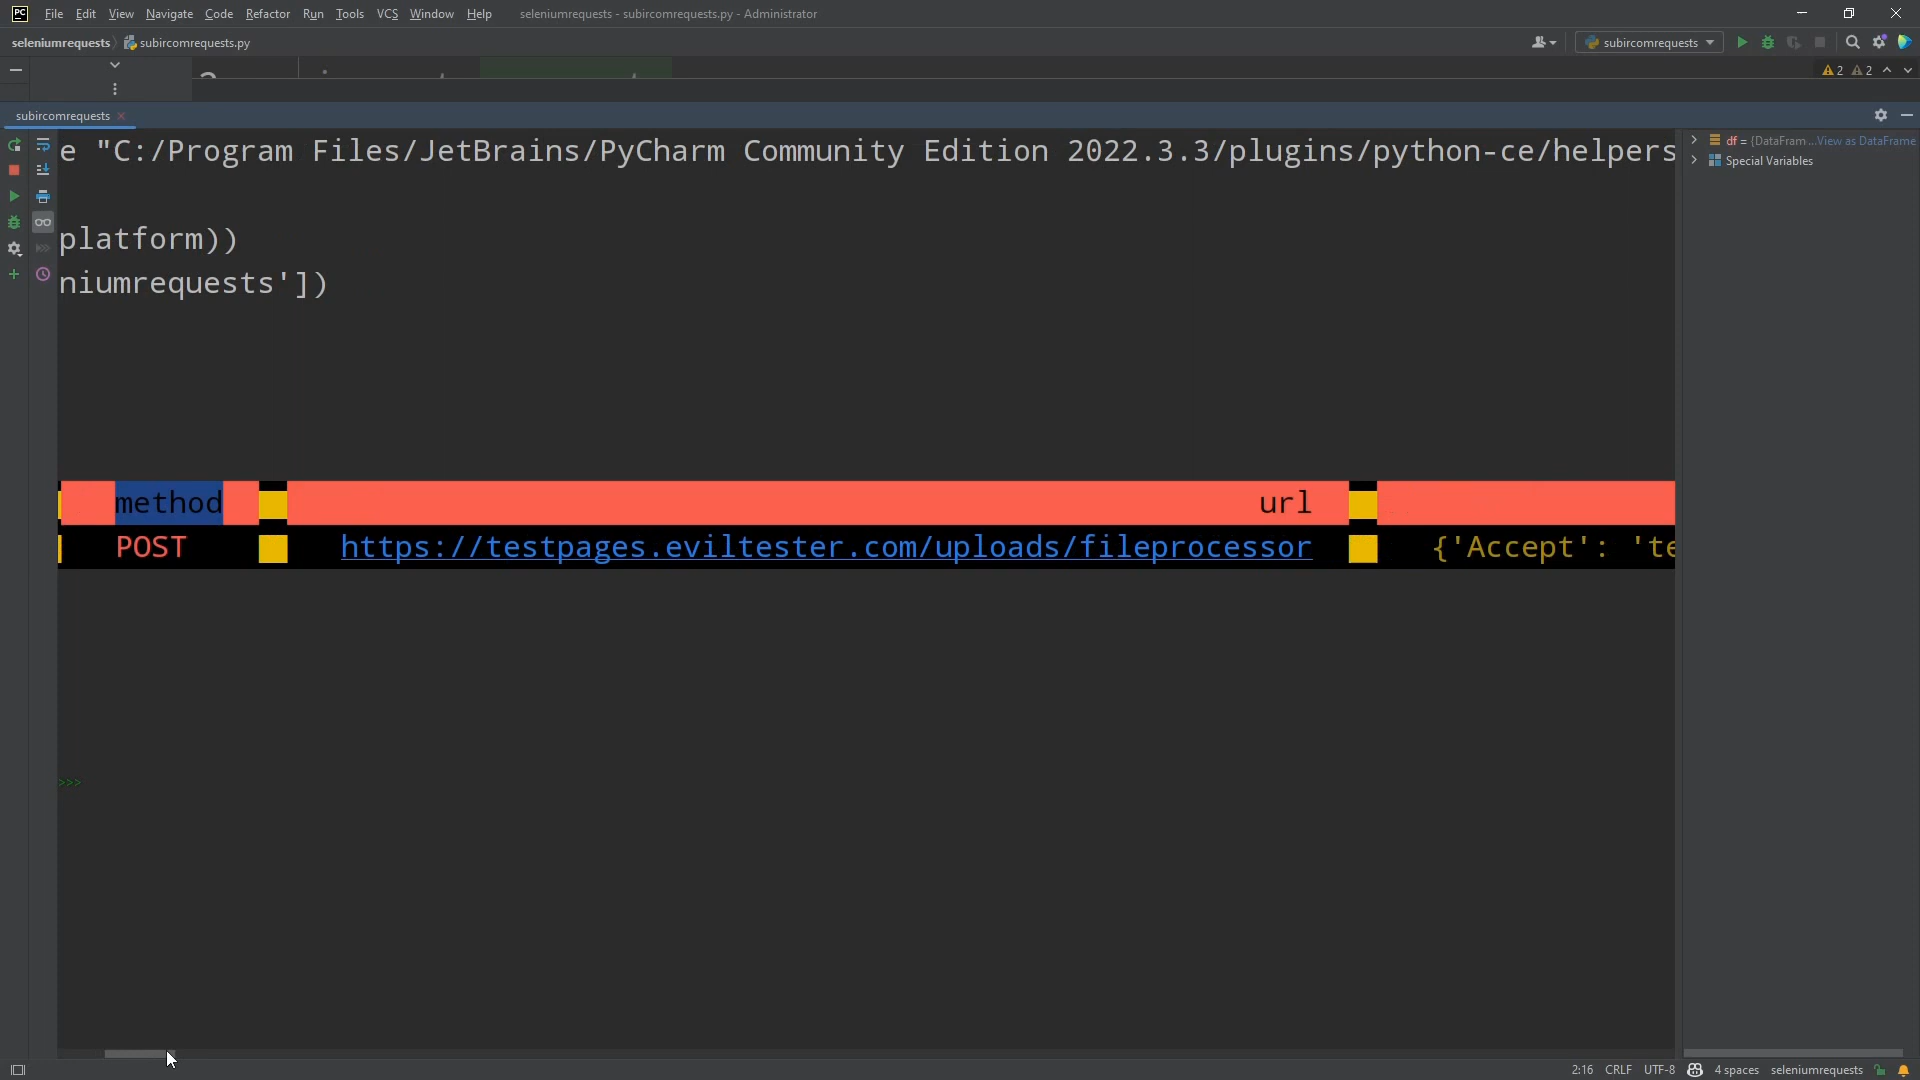 PC File Edit View Navigate Code Refactor Run Tools VCS Window Help seleniumrequests - subircomrequests.py - Administrator
seleniumrequests subircomrequests.py subircomrequests
2 2
subircomrequests
e "C:/Program Files/JetBrains/PyCharm Community Edition 2022.3.3/plugins/python-ce/helpers
df = {DataFram ...View as DataFrame
Special Variables
platform))
niumrequests'])
method url
POST https://testpages.eviltester.com/uploads/fileprocessor {'Accept': 'te
>>>
2:16 CRLF UTF-8 4 spaces seleniumrequests